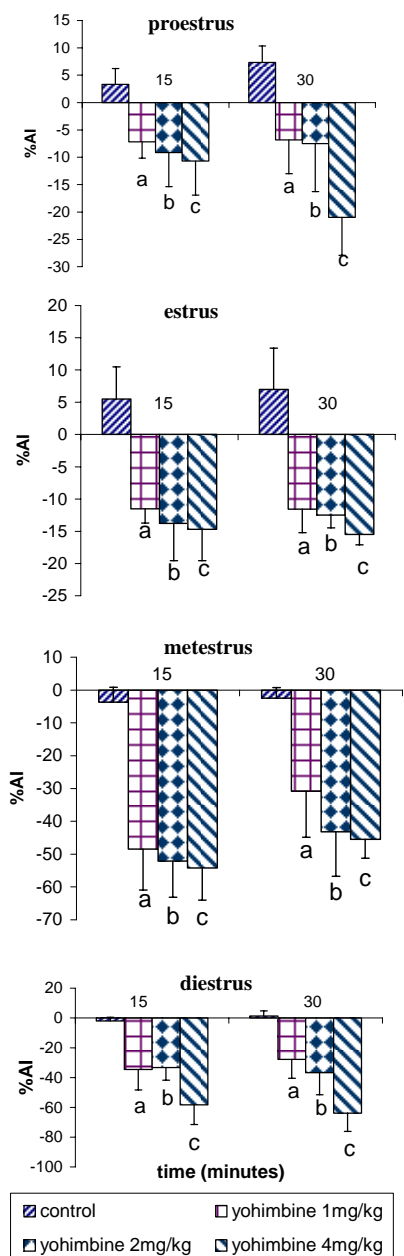 proestrus
15
10
5
0
-5
-10
-15
-20
-25
-30
%AI
15 30
a b c a b c
estrus
20
15
10
5
0
-5
-10
-15
-20
-25
%AI
15 30
a b c a b c
metestrus
15 30
0
-10
-20
-30
-40
-50
-60
-70
%AI
a b c a b c
diestrus
15 30
20
0
-20
-40
-60
-80
-100
%AI
a b c a b c
time (minutes)
control yohimbine 1mg/kg
yohimbine 2mg/kg yohimbine 4mg/kg